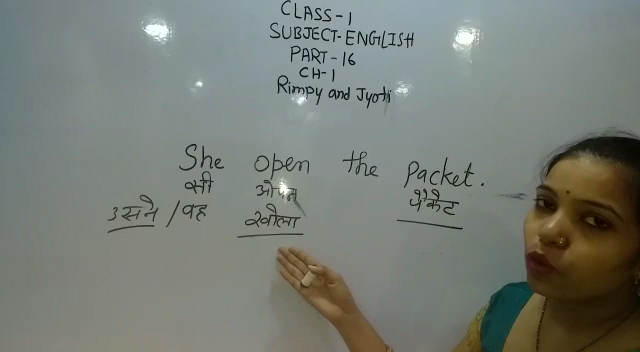 CLASS-1
SUBJECT-ENGLISH
PART-16
CH-1
Rimpy and Jyoti
She open the Packet.
सी ओपन पैकेट
उसने / वह खोला